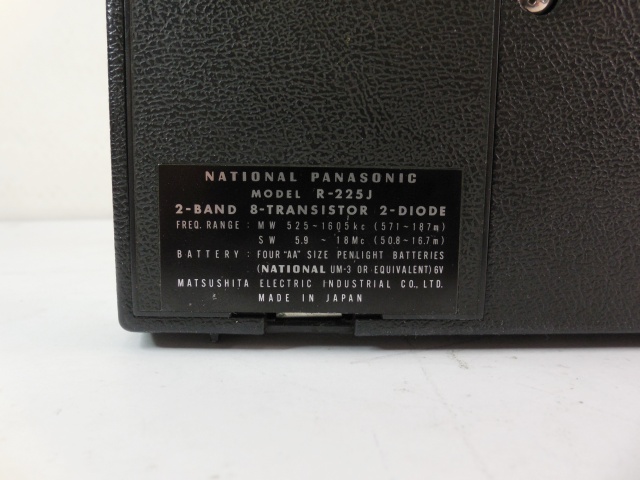 NATIONAL PANASONIC
MODEL R-225J
2-BAND 8-TRANSISTOR 2-DIODE
FREQ. RANGE : MW 525~1605kc (571~187m)
SW 5.9 ~ 18Mc (50.8~16.7m)
BATTERY : FOUR "AA" SIZE PENLIGHT BATTERIES
(NATIONAL UM-3 OR EQUIVALENT) 6V
MATSUSHITA ELECTRIC INDUSTRIAL CO., LTD.
MADE IN JAPAN